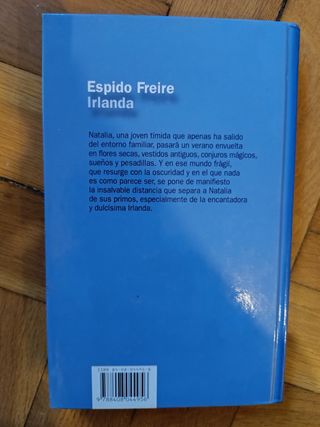 Espido Freire
Irlanda
Natalia, una joven tímida que apenas ha salido
del entorno familiar, pasará un verano envuelta
en flores secas, vestidos antiguos, conjuros mágicos,
sueños y pesadillas. Y en ese mundo frágil,
que resurge con la oscuridad y en el que nada
es como parece ser, se pone de manifiesto
la insalvable distancia que separa a Natalia
de sus primos, especialmente de la encantadora
y dulcísima Irlanda.
9 788408 044956